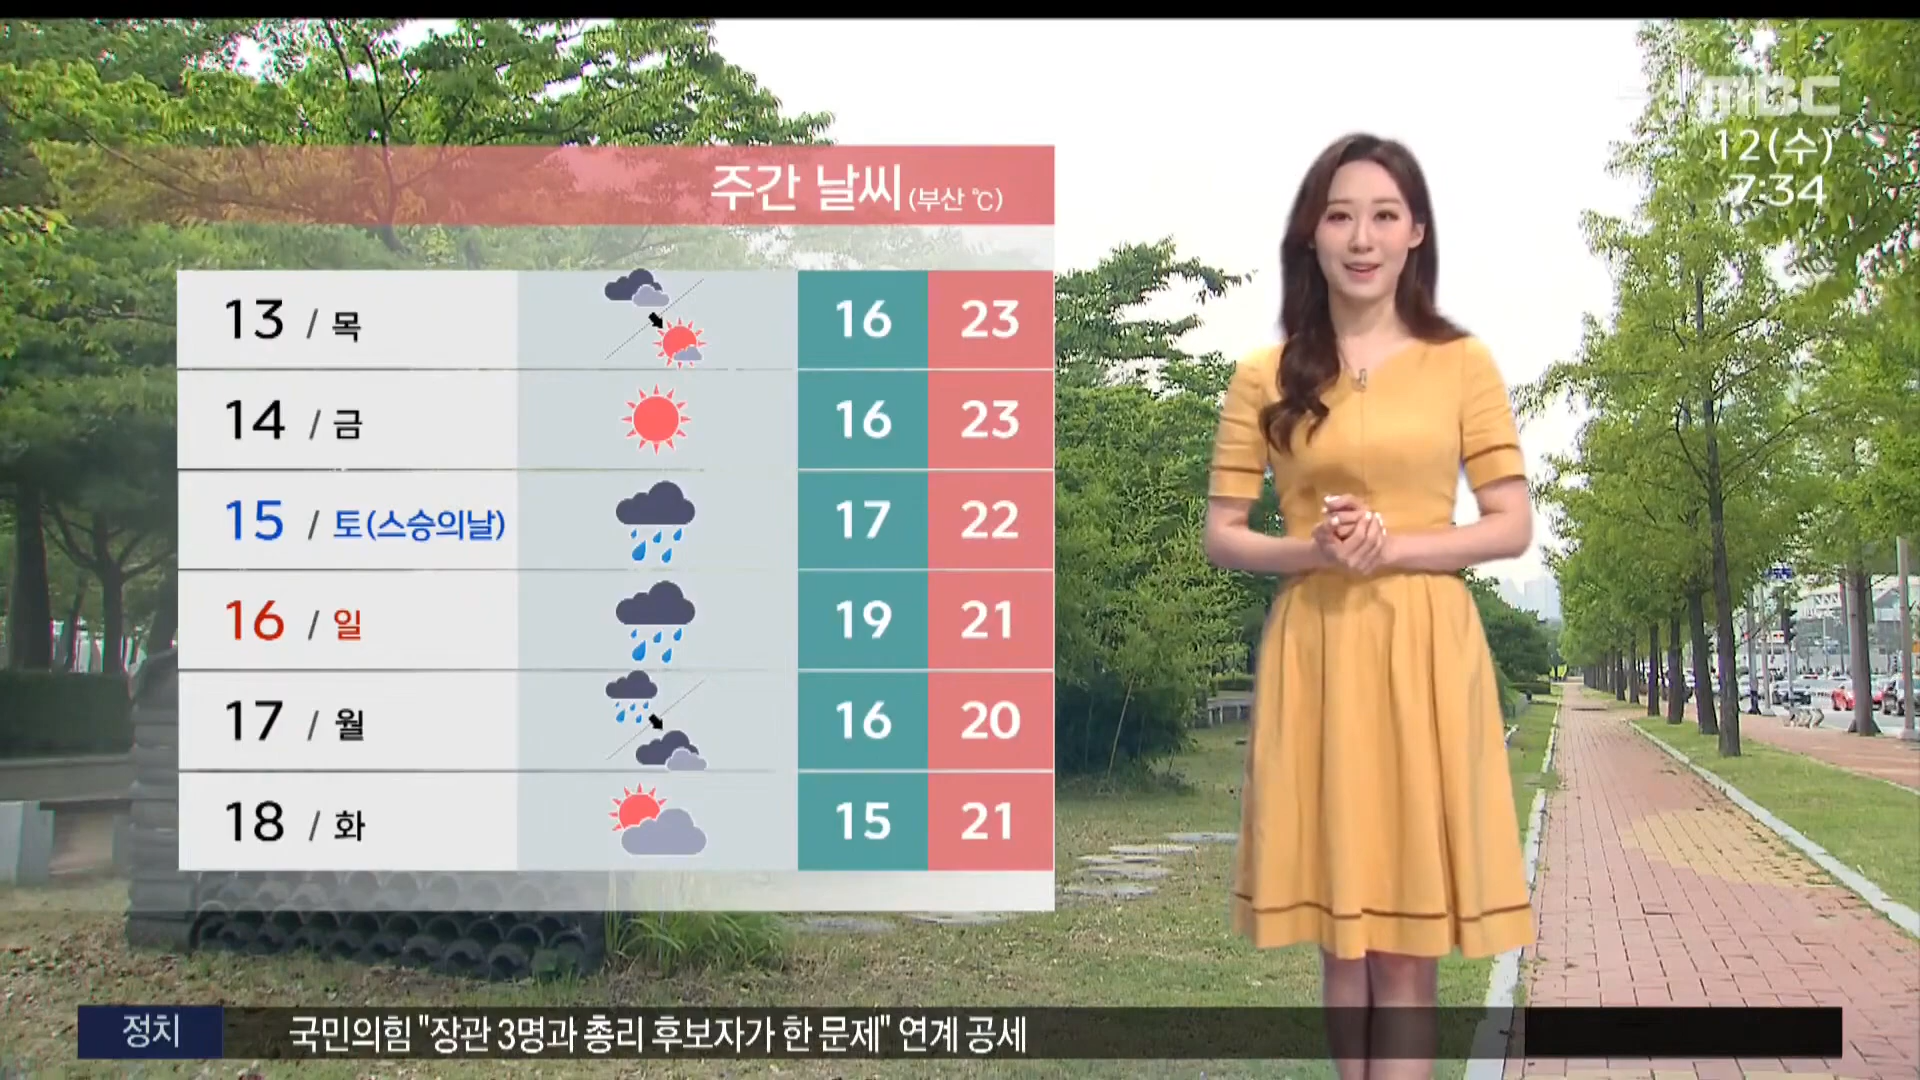 MBC
12(수)
7:34
주간 날씨 (부산 ℃)
13 / 목 16 23
14 / 금 16 23
15 / 토(스승의날) 17 22
16 / 일 19 21
17 / 월 16 20
18 / 화 15 21
정치 국민의힘 "장관 3명과 총리 후보자가 한 문제" 연계 공세